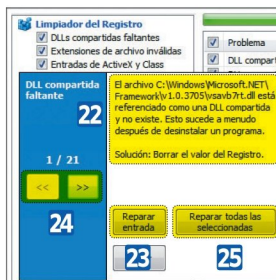 Limpiador del Registro
DLLs compartidas faltantes
Extensiones de archivo inválidas
Entradas de ActiveX y Class
Problema
DLL compart
DLL compartida
faltante
22
El archivo C:\Windows\Microsoft.NET\
Framework\v1.0.3705\vsavb7rt.dll está
referenciado como una DLL compartida
y no existe. Esto sucede a menudo
después de desinstalar un programa.
Solución: Borrar el valor del Registro.
1 / 21
<< >>
24
Reparar
entrada
Reparar todas las
seleccionadas
23
25